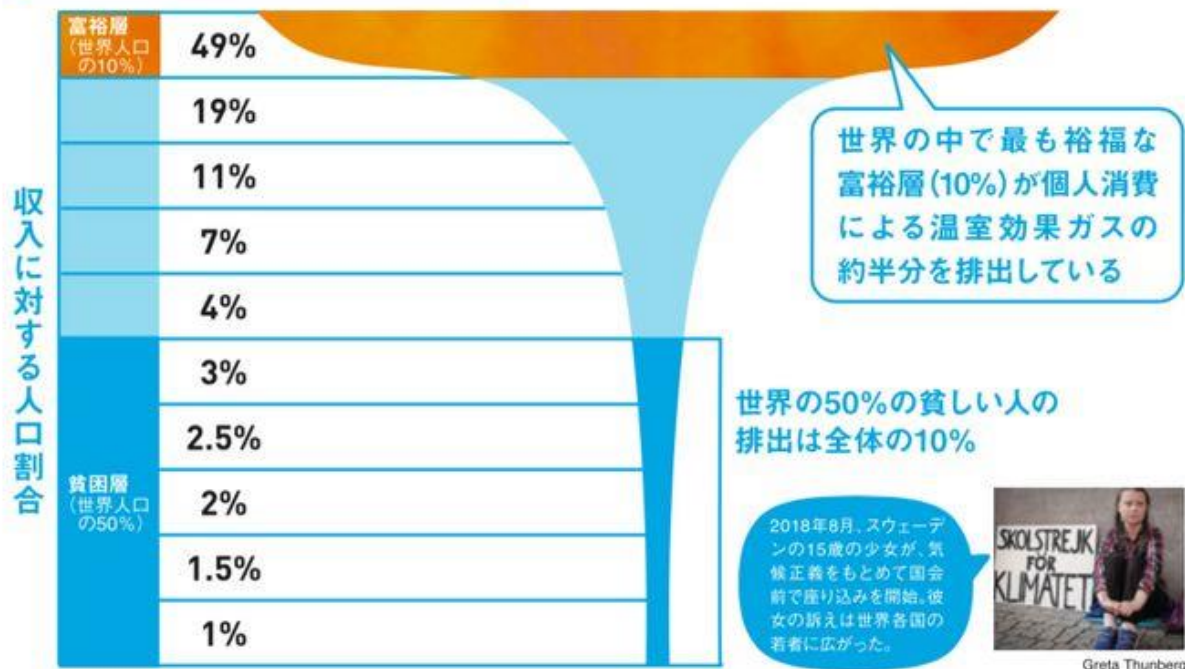 収入に対する人口割合
富裕層
(世界人口
の10%)
49%
19%
11%
7%
4%
3%
2.5%
2%
1.5%
1%
貧困層
(世界人口
の50%)
世界の中で最も裕福な
富裕層(10%)が個人消費
による温室効果ガスの
約半分を排出している
世界の50%の貧しい人の
排出は全体の10%
2018年8月、スウェーデ
ンの15歳の少女が、気
候正義をもとめて国会
前で座り込みを開始。彼
女の訴えは世界各国の
若者に広がった。
SKOLSTREJK
FÖR
KLIMATET
Greta Thunberg